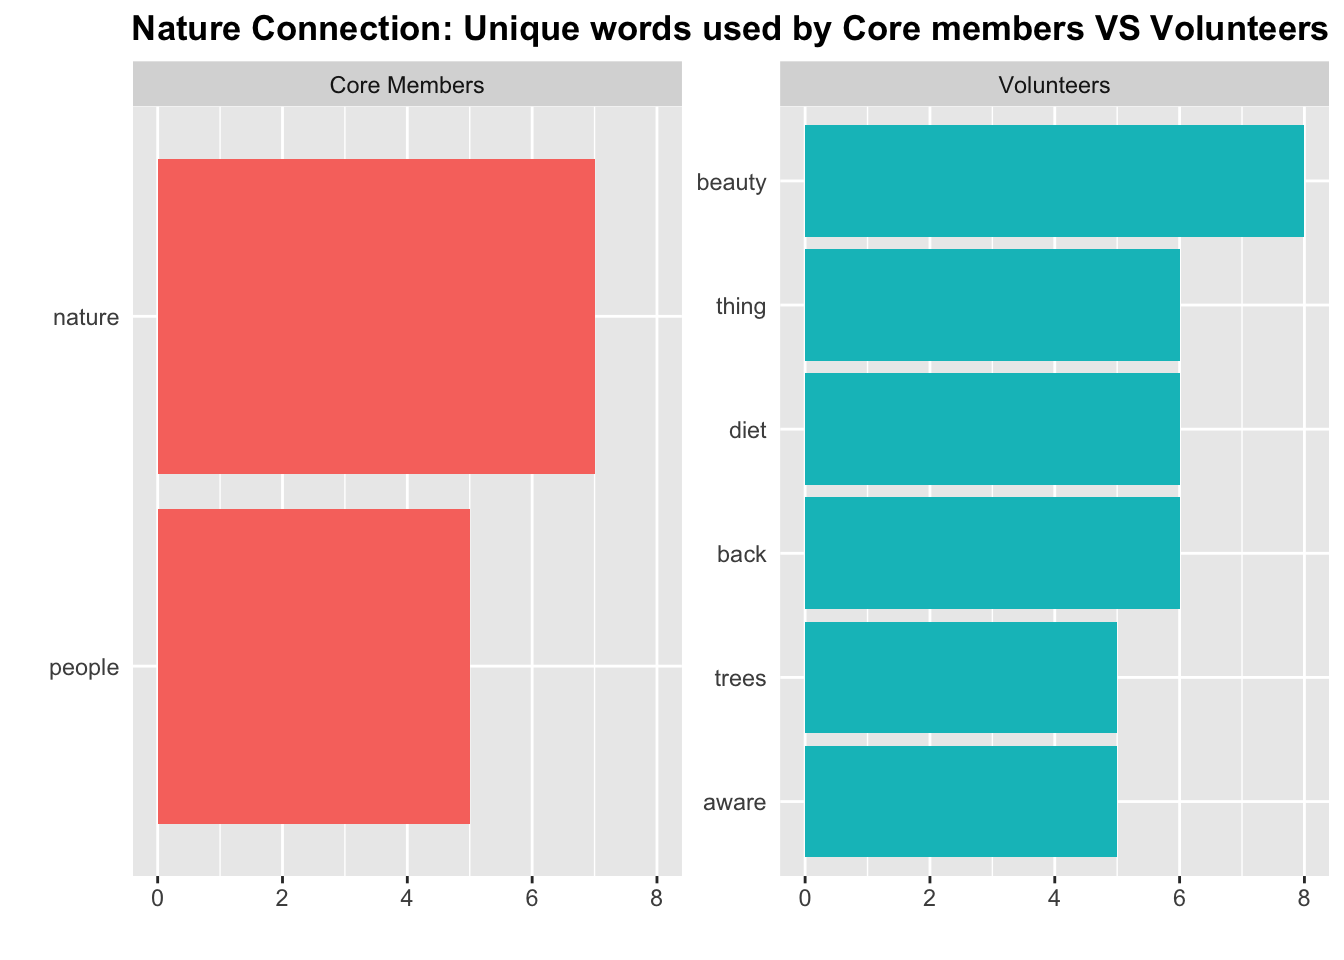 Nature Connection: Unique words used by Core members VS Volunteers
Core Members
nature
people
0 2 4 6 8
Volunteers
beauty
thing
diet
back
trees
aware
0 2 4 6 8